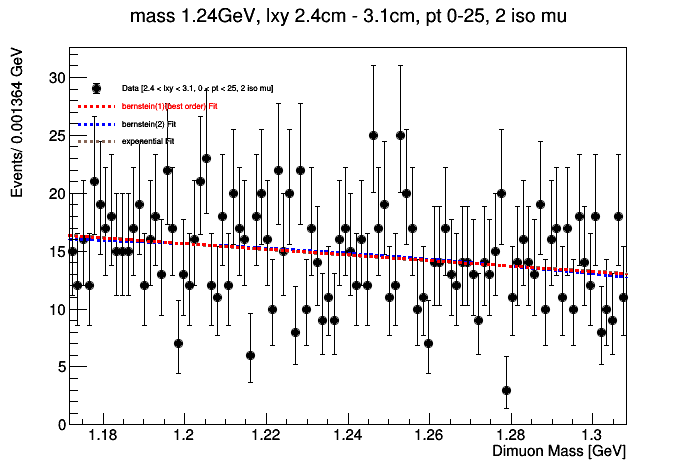 mass 1.24GeV, lxy 2.4cm - 3.1cm, pt 0-25, 2 iso mu
Events/ 0.001364 GeV
30
25
20
15
10
5
0
Data [2.4 < lxy < 3.1, 0 < pt < 25, 2 iso mu]
bernstein(1)[best order] Fit
bernstein(2) Fit
exponential Fit
1.18
1.2
1.22
1.24
1.26
1.28
1.3
Dimuon Mass [GeV]